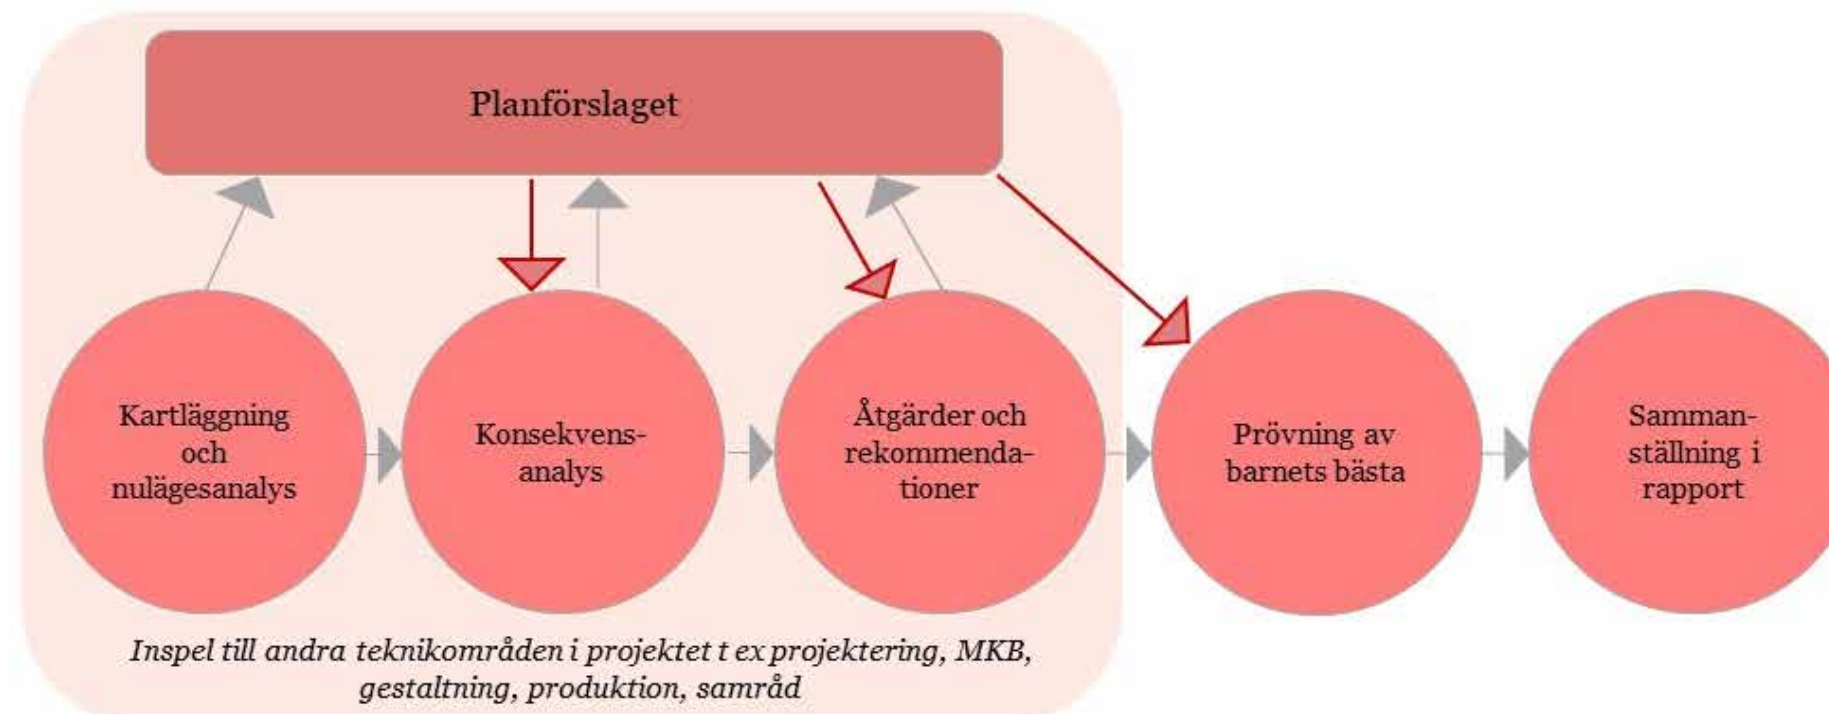 Planförslaget
Kartläggning
och
nulägesanalys
Konsekvens-
analys
Åtgärder och
rekommenda-
tioner
Prövning av
barnets bästa
Samman-
ställning i
rapport
Inspel till andra teknikområden i projektet t ex projektering, MKB,
gestaltning, produktion, samråd